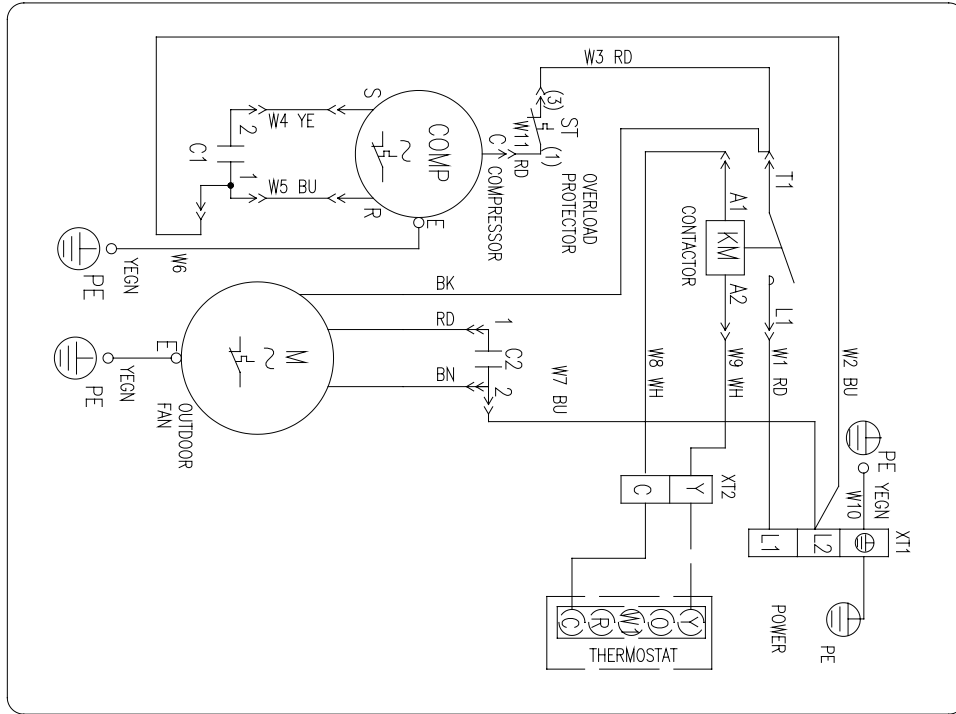 W3 RD
S
(3)
ST
W4 YE
2
C1
1
W5 BU
COMP
R
C
W11 RD
(1)
COMPRESSOR
OVERLOAD
PROTECTOR
E
T1
A1
CONTACTOR
KM
A2
L1
PE
YEGN
W6
BK
RD
1
C2
BN
2
M
E
PE
YEGN
OUTDOOR
FAN
W7 BU
W8 WH
W9 WH
W1 RD
W2 BU
PE YEGN
W10
C
Y
XT2
L1
L2
XT1
POWER
PE
C
R
W1
O
Y
THERMOSTAT